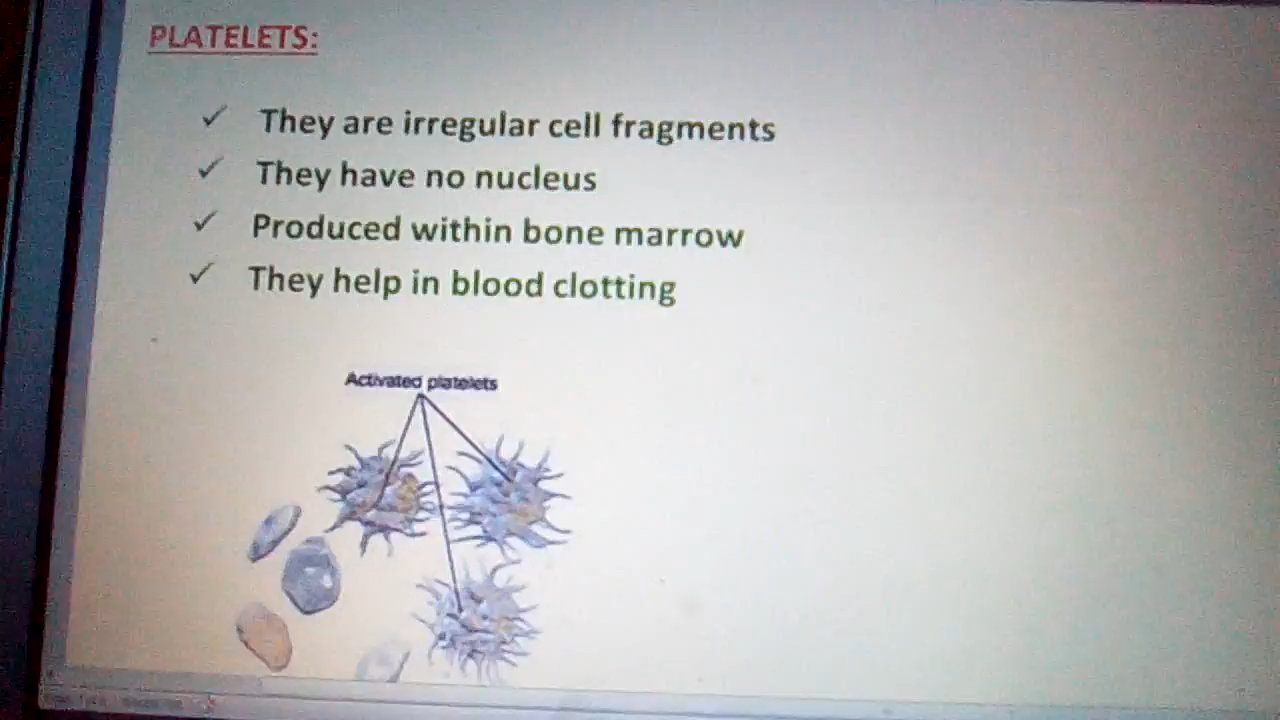 PLATELETS:
✓ They are irregular cell fragments
✓ They have no nucleus
✓ Produced within bone marrow
✓ They help in blood clotting
Activated platelets